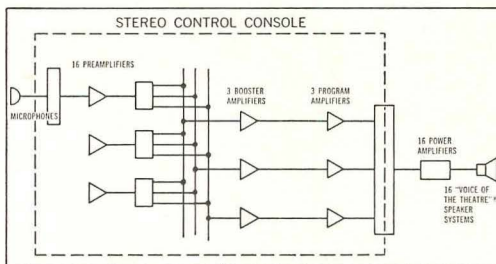 STEREO CONTROL CONSOLE
16 PREAMPLIFIERS
MICROPHONES
3 BOOSTER
AMPLIFIERS
3 PROGRAM
AMPLIFIERS
16 POWER
AMPLIFIERS
16 "VOICE OF
THE THEATRE"®
SPEAKER
SYSTEMS